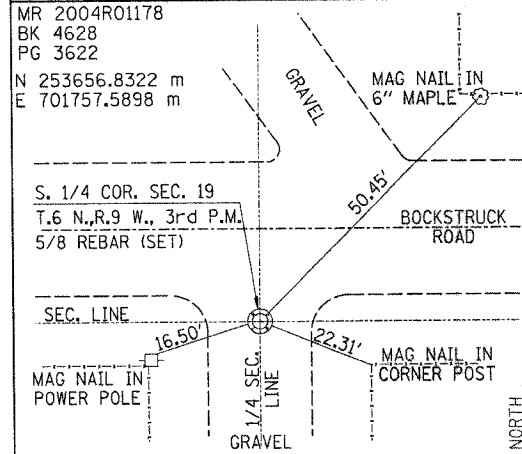 MR 2004R01178
BK 4628
PG 3622
N 253656.8322 m
E 701757.5898 m
GRAVEL
MAG NAIL IN
6" MAPLE
50.45'
S. 1/4 COR. SEC. 19
T.6 N.,R.9 W., 3rd P.M.
5/8 REBAR (SET)
BOCKSTRUCK
ROAD
SEC. LINE
16.50'
22.31'
MAG NAIL IN
POWER POLE
1/4 SEC.
LINE
MAG NAIL IN
CORNER POST
GRAVEL
NORTH